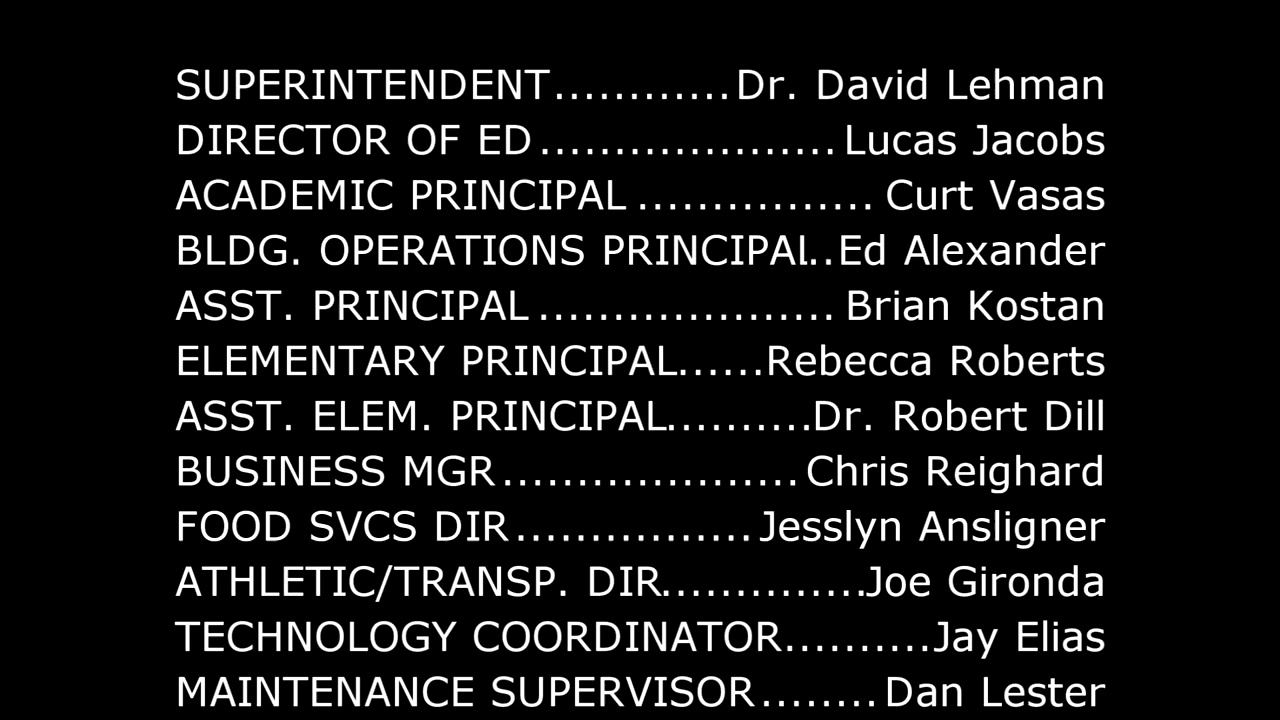 SUPERINTENDENT............Dr. David Lehman
DIRECTOR OF ED....................Lucas Jacobs
ACADEMIC PRINCIPAL ................ Curt Vasas
BLDG. OPERATIONS PRINCIPAL..Ed Alexander
ASST. PRINCIPAL .................... Brian Kostan
ELEMENTARY PRINCIPAL......Rebecca Roberts
ASST. ELEM. PRINCIPAL..........Dr. Robert Dill
BUSINESS MGR.................... Chris Reighard
FOOD SVCS DIR................Jesslyn Ansligner
ATHLETIC/TRANSP. DIR..............Joe Gironda
TECHNOLOGY COORDINATOR..........Jay Elias
MAINTENANCE SUPERVISOR........ Dan Lester